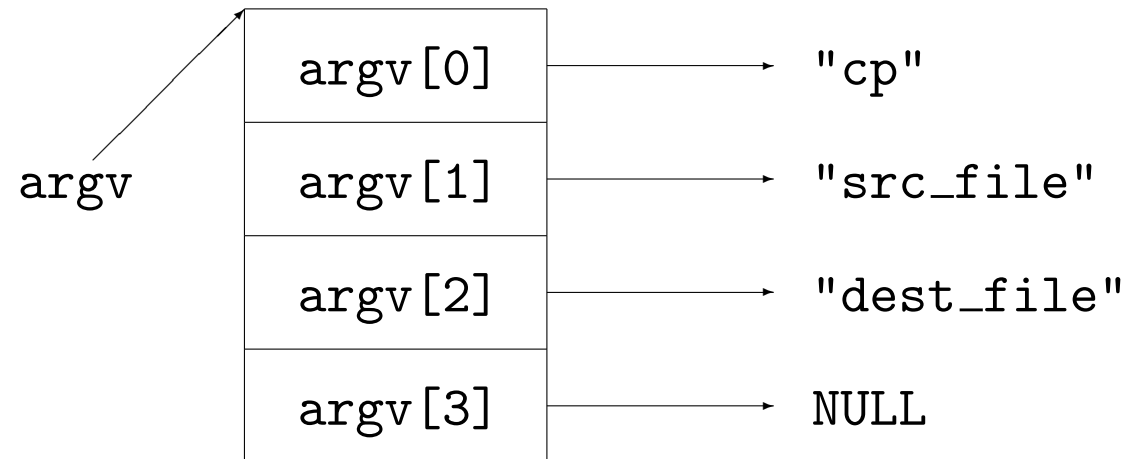 argv[0] "cp"
argv argv[1] "src_file"
argv[2] "dest_file"
argv[3] NULL